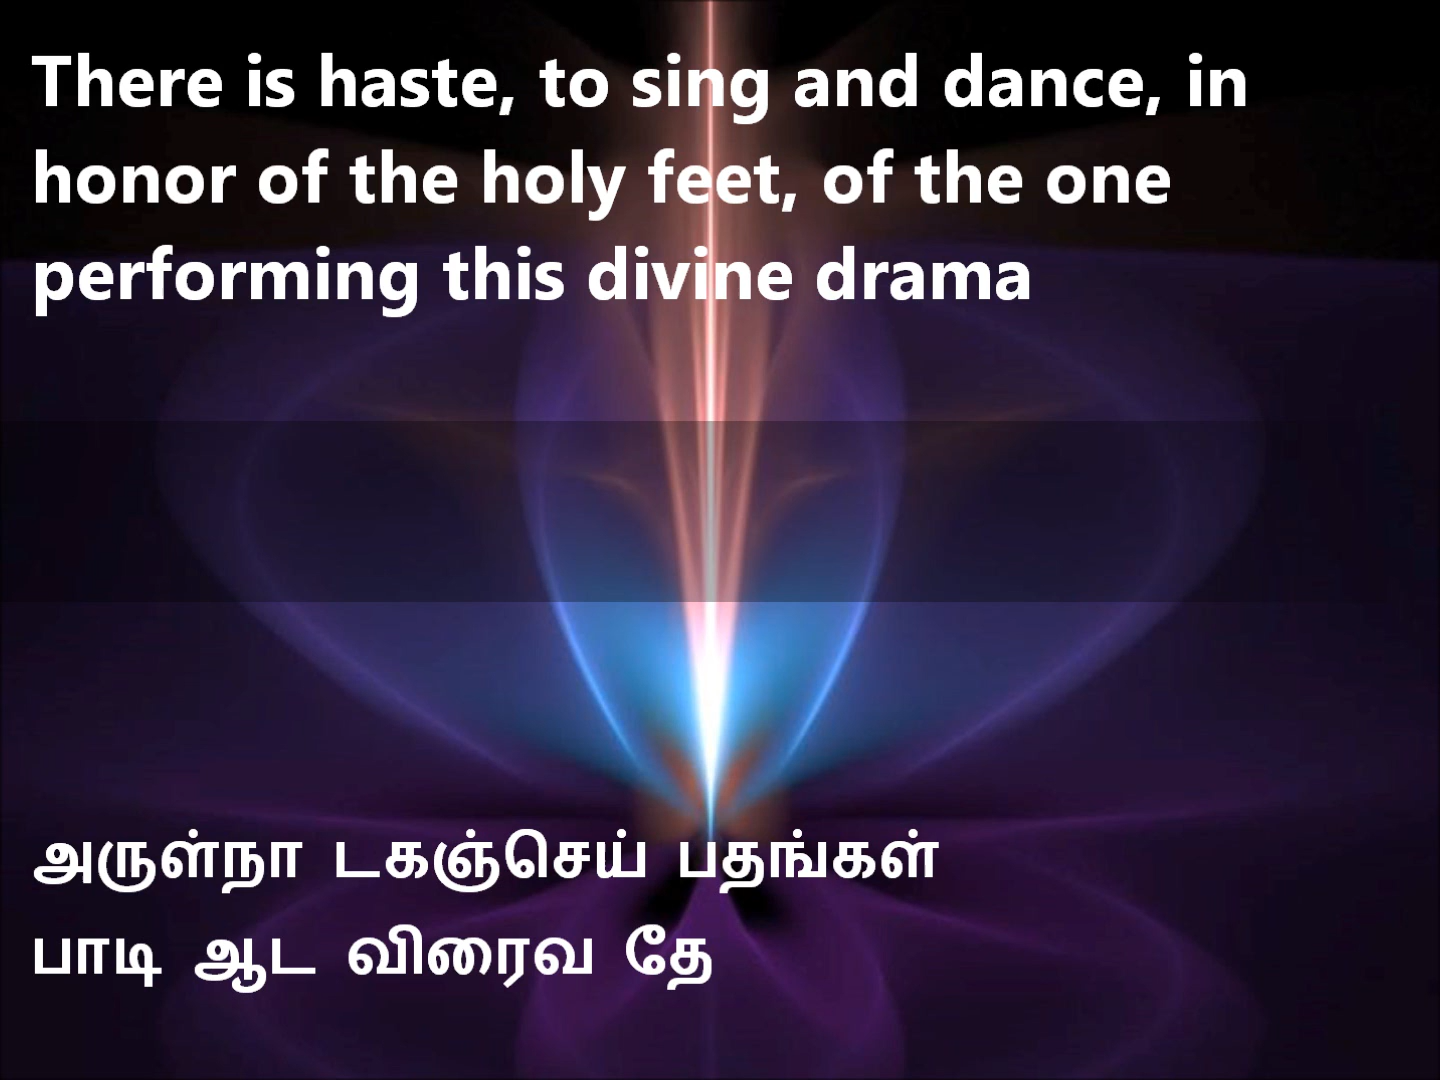 There is haste, to sing and dance, in
honor of the holy feet, of the one
performing this divine drama
அருள்நா டகஞ்செய் பதங்கள்
பாடி ஆட விரைவ தே